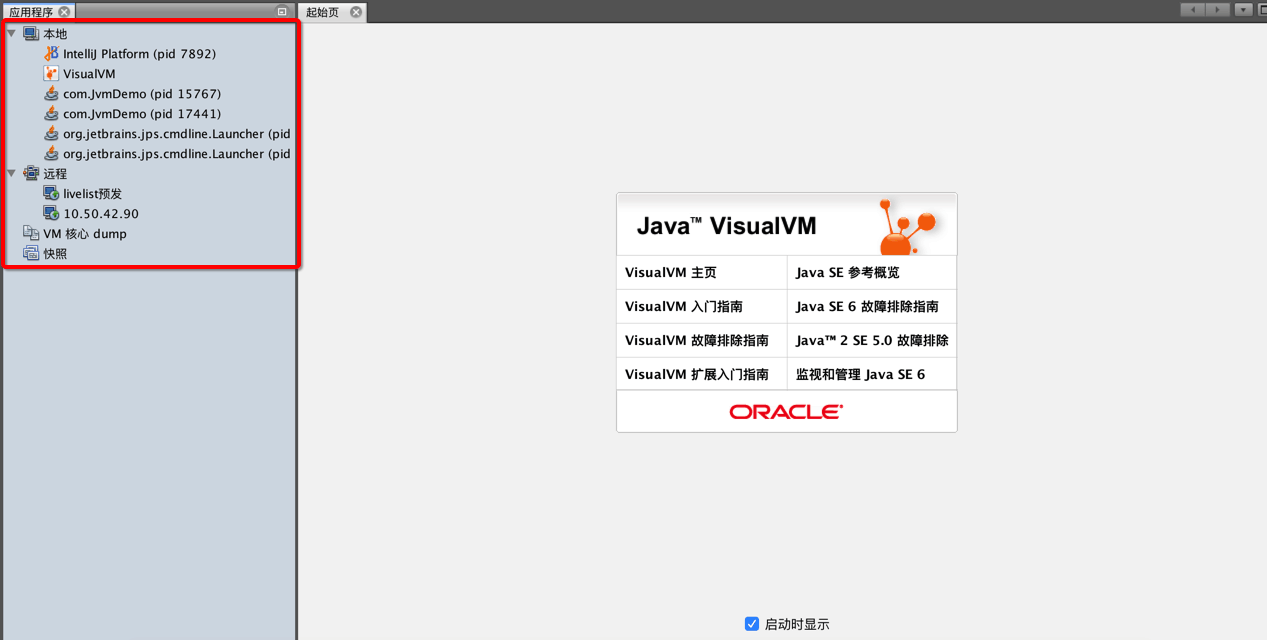 应用程序
起始页
本地
IntelliJ Platform (pid 7892)
VisualVM
com.JvmDemo (pid 15767)
com.JvmDemo (pid 17441)
org.jetbrains.jps.cmdline.Launcher (pid
org.jetbrains.jps.cmdline.Launcher (pid
远程
livelist预发
10.50.42.90
VM 核心 dump
快照
Java™ VisualVM
VisualVM 主页
Java SE 参考概览
VisualVM 入门指南
Java SE 6 故障排除指南
VisualVM 故障排除指南
Java™ 2 SE 5.0 故障排除
VisualVM 扩展入门指南
监视和管理 Java SE 6
ORACLE
启动时显示